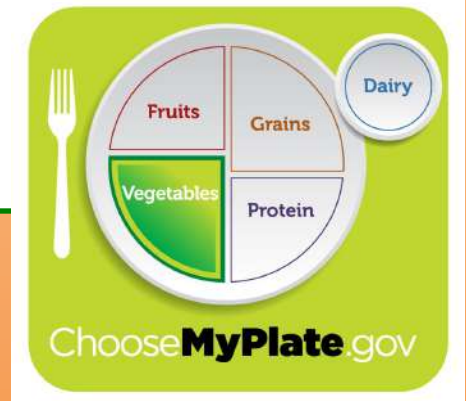 Dairy
Fruits
Grains
Vegetables
Protein
ChooseMyPlate.gov